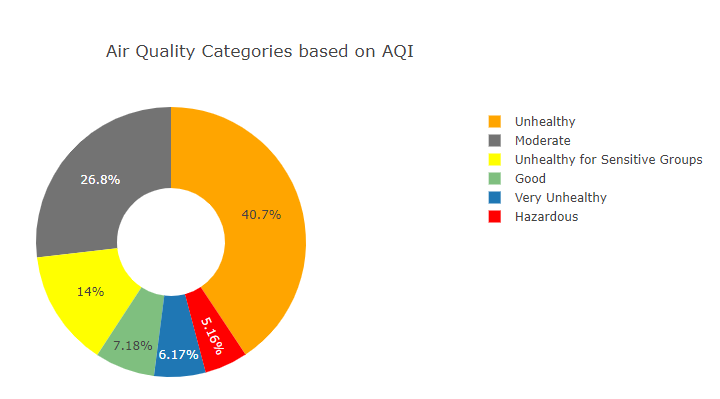 Air Quality Categories based on AQI
Unhealthy
Moderate
Unhealthy for Sensitive Groups
Good
Very Unhealthy
Hazardous
26.8%
40.7%
14%
7.18%
6.17%
5.16%